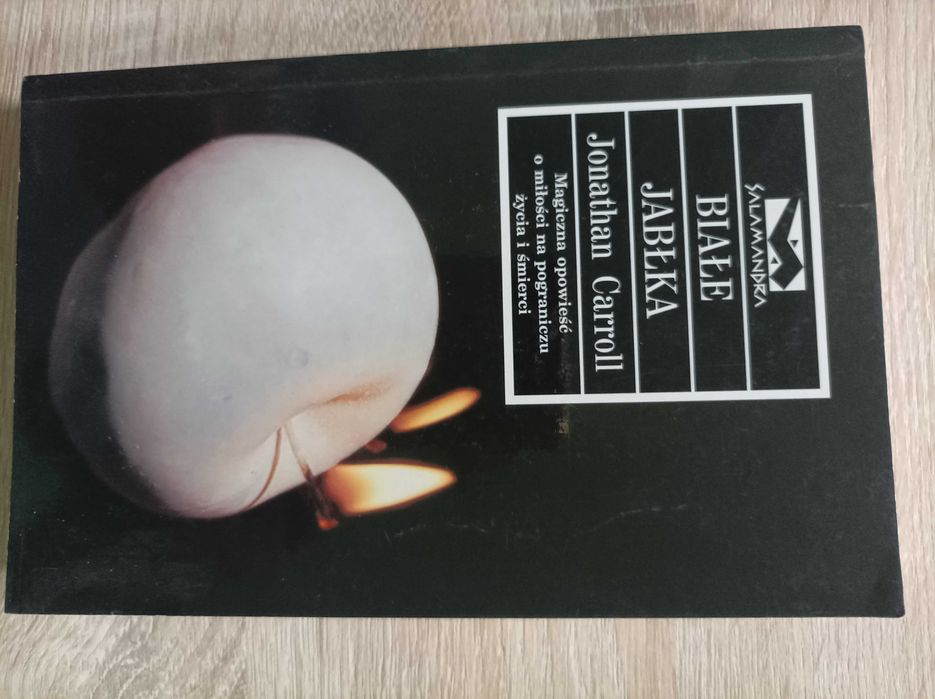 SALAMANDRA
BIAŁE
JABŁKA
Jonathan Carroll
Magiczna opowieść
o miłości na pograniczu
życia i śmierci